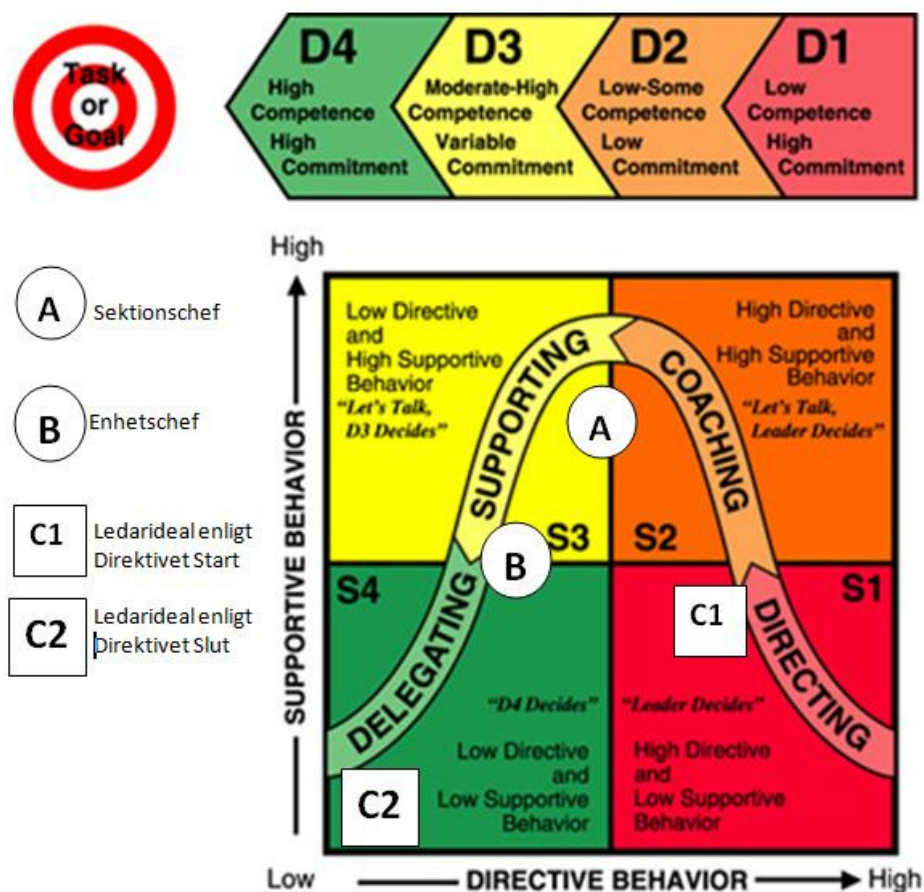 Task
or
Goal
D4
High
Competence
High
Commitment
D3
Moderate-High
Competence
Variable
Commitment
D2
Low-Some
Competence
Low
Commitment
D1
Low
Competence
High
Commitment
A
Sektionschef
B
Enhetschef
C1
Ledarideal enligt
Direktivet Start
C2
Ledarideal enligt
Direktivet Slut
High
SUPPORTIVE BEHAVIOR
Low Directive
and
High Supportive
Behavior
"Let's Talk,
D3 Decides"
High Directive
and
High Supportive
Behavior
"Let's Talk,
Leader Decides"
SUPPORTING
COACHING
A
S3
S2
B
S4
S1
C1
DELEGATING
DIRECTING
"D4 Decides"
Low Directive
and
Low Supportive
Behavior
"Leader Decides"
High Directive
and
Low Supportive
Behavior
C2
Low
DIRECTIVE BEHAVIOR
High